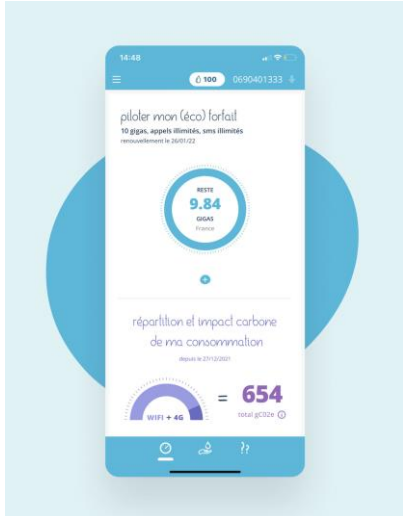 14:48
100 0690401333
piloter mon (éco) forfait
10 gigas, appels illimités, sms illimités
renouvellement le 26/01/22
RESTE
9.84
GIGAS
France
répartition et impact carbone
de ma consommation
depuis le 27/12/2021
WIFI + 4G = 654
total gC02e